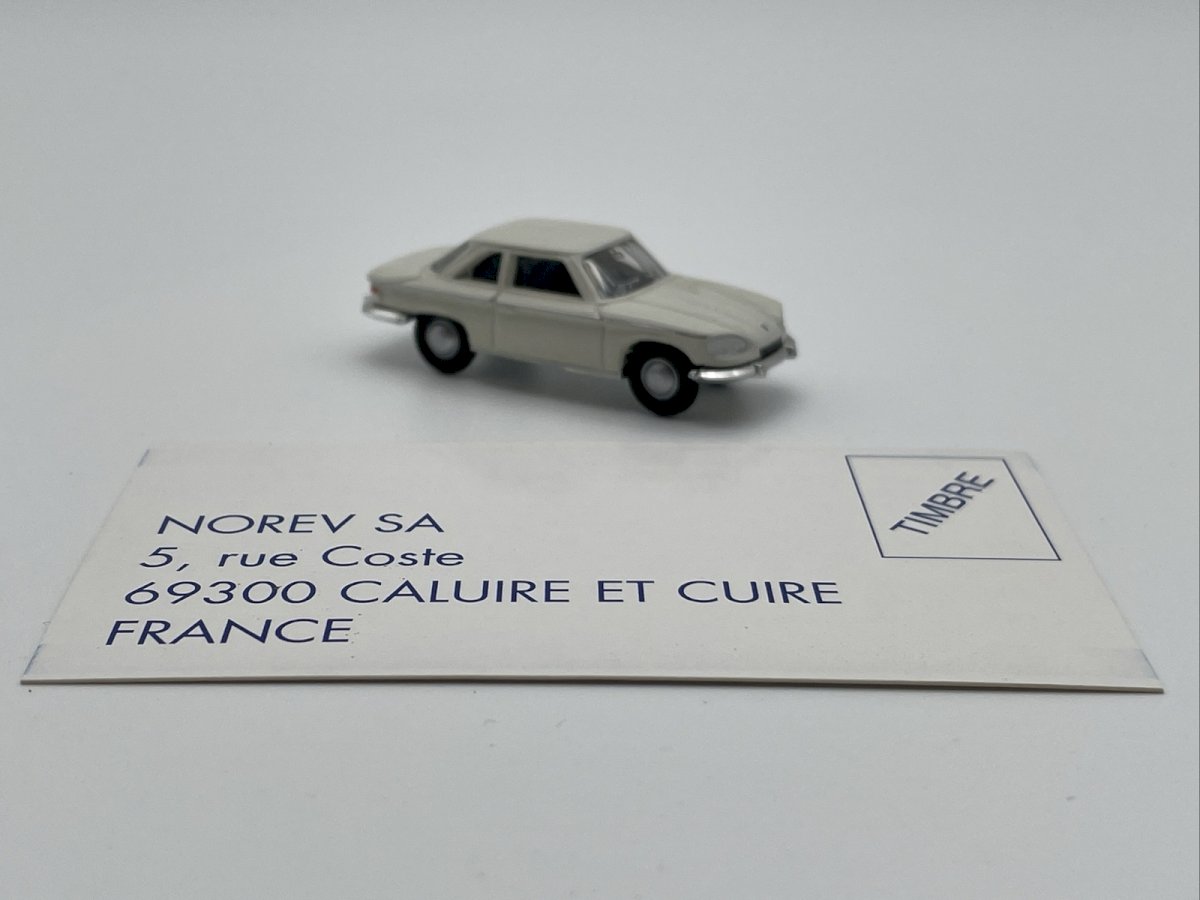 NOREV SA
5, rue Coste
69300 CALUIRE ET CUIRE
FRANCE
TIMBRE